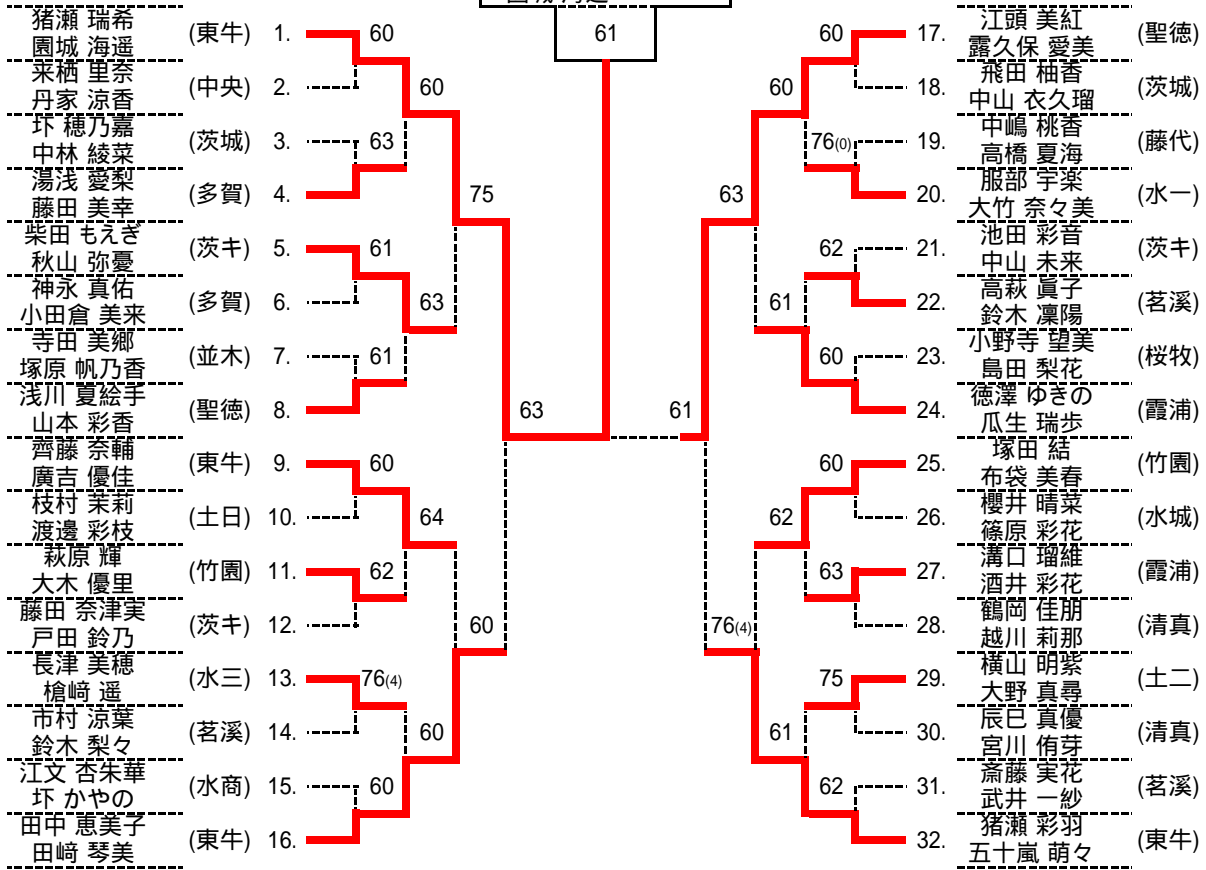 61
猪瀬 瑞希
園城 海遥
(東牛) 1.
来栖 里奈
丹家 涼香
(中央) 2.
圷 穂乃嘉
中林 綾菜
(茨城) 3.
湯浅 愛梨
藤田 美幸
(多賀) 4.
柴田 もえぎ
秋山 弥憂
(茨キ) 5.
神永 真佑
小田倉 美来
(多賀) 6.
寺田 美郷
塚原 帆乃香
(並木) 7.
浅川 夏絵手
山本 彩香
(聖徳) 8.
齊藤 奈輔
廣吉 優佳
(東牛) 9.
枝村 茉莉
渡邊 彩枝
(土日) 10.
萩原 輝
大木 優里
(竹園) 11.
藤田 奈津実
戸田 鈴乃
(茨キ) 12.
長津 美穂
槍﨑 遥
(水三) 13.
市村 涼葉
鈴木 梨々
(茗溪) 14.
江文 杏朱華
圷 かやの
(水商) 15.
田中 恵美子
田﨑 琴美
(東牛) 16.
60
63
61
61
60
62
76(4)
60
60
63
64
60
75
60
63
61
63
76(4)
60
61
62
61
60
76(0)
62
60
60
63
75
62
17. 江頭 美紅
露久保 愛美
(聖徳)
18. 飛田 柚香
中山 衣久瑠
(茨城)
19. 中嶋 桃香
高橋 夏海
(藤代)
20. 服部 宇楽
大竹 奈々美
(水一)
21. 池田 彩音
中山 未来
(茨キ)
22. 高萩 眞子
鈴木 凜陽
(茗溪)
23. 小野寺 望美
島田 梨花
(桜牧)
24. 徳澤 ゆきの
瓜生 瑞歩
(霞浦)
25. 塚田 結
布袋 美春
(竹園)
26. 櫻井 晴菜
篠原 彩花
(水城)
27. 溝口 瑠維
酒井 彩花
(霞浦)
28. 鶴岡 佳朋
越川 莉那
(清真)
29. 横山 明紫
大野 真尋
(土二)
30. 辰巳 真優
宮川 侑芽
(清真)
31. 斎藤 実花
武井 一紗
(茗溪)
32. 猪瀬 彩羽
五十嵐 萌々
(東牛)